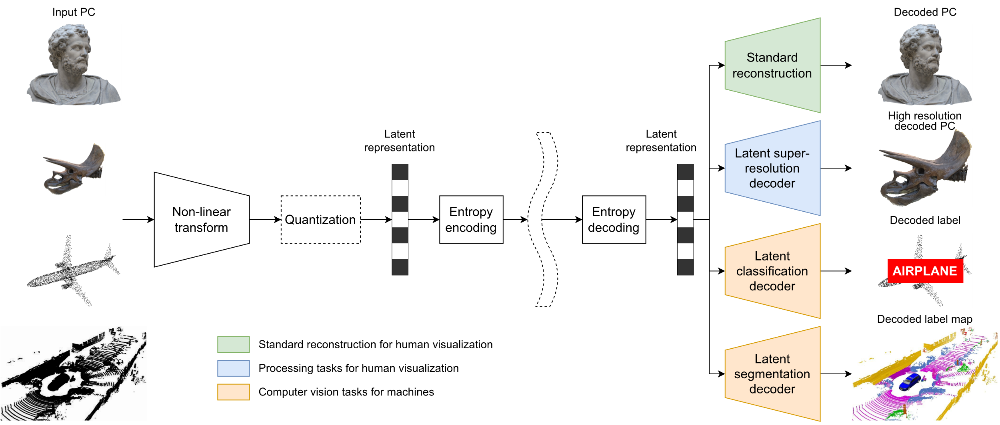 Input PC
Non-linear
transform
Quantization
Latent
representation
Entropy
encoding
Entropy
decoding
Latent
representation
Standard
reconstruction
Decoded PC
Latent super-
resolution
decoder
High resolution
decoded PC
Latent
classification
decoder
Decoded label
AIRPLANE
Latent
segmentation
decoder
Decoded label map
Standard reconstruction for human visualization
Processing tasks for human visualization
Computer vision tasks for machines